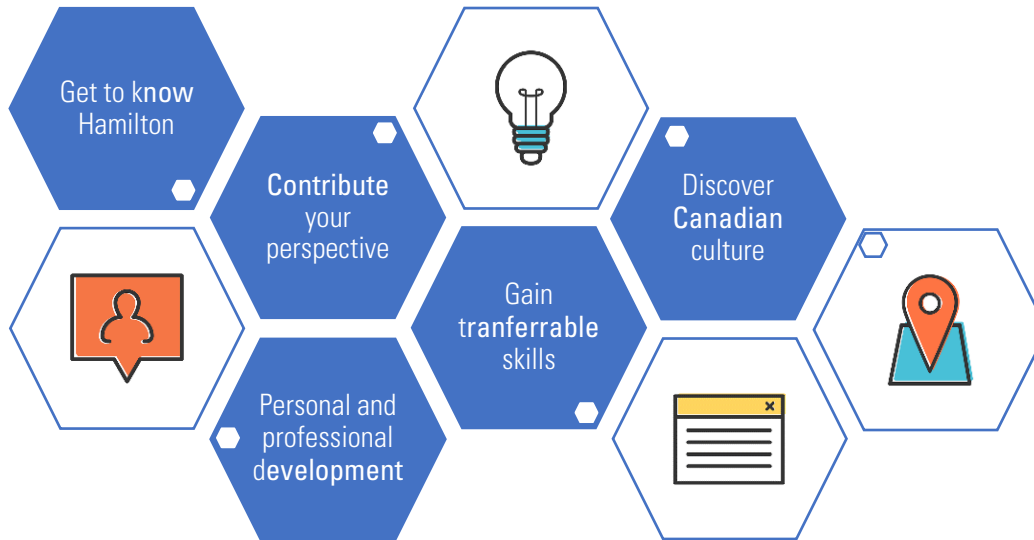 Get to know
Hamilton
Contribute
your
perspective
Discover
Canadian
culture
Gain
tranferrable
skills
Personal and
professional
development